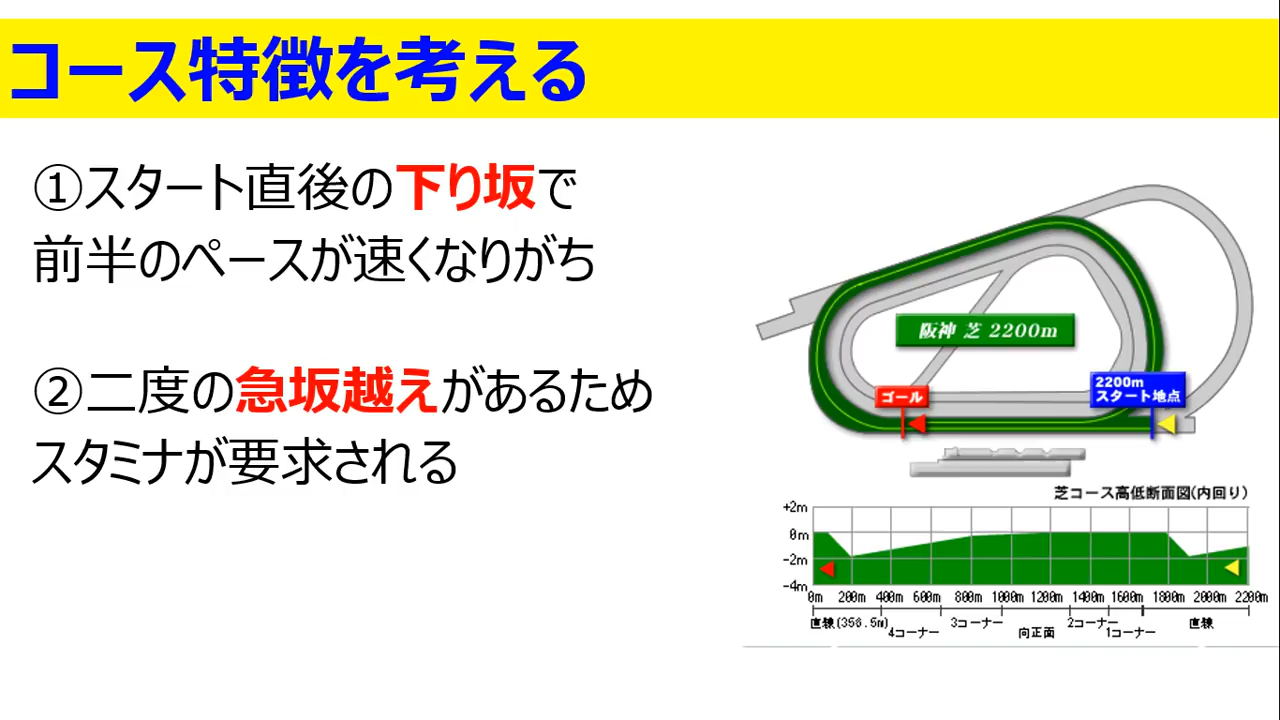 コース特徴を考える
①スタート直後の下り坂で
前半のペースが速くなりがち
②二度の急坂越えがあるため
スタミナが要求される
阪神 芝 2200m
ゴール
2200m
スタート地点
芝コース高低断面図(内回り)
+2m
0m
-2m
-4m
0m 200m 400m 600m 800m 1000m 1200m 1400m 1600m 1800m 2000m 2200m
直線(356.5m) 4コーナー 3コーナー 向正面 2コーナー 1コーナー 直線